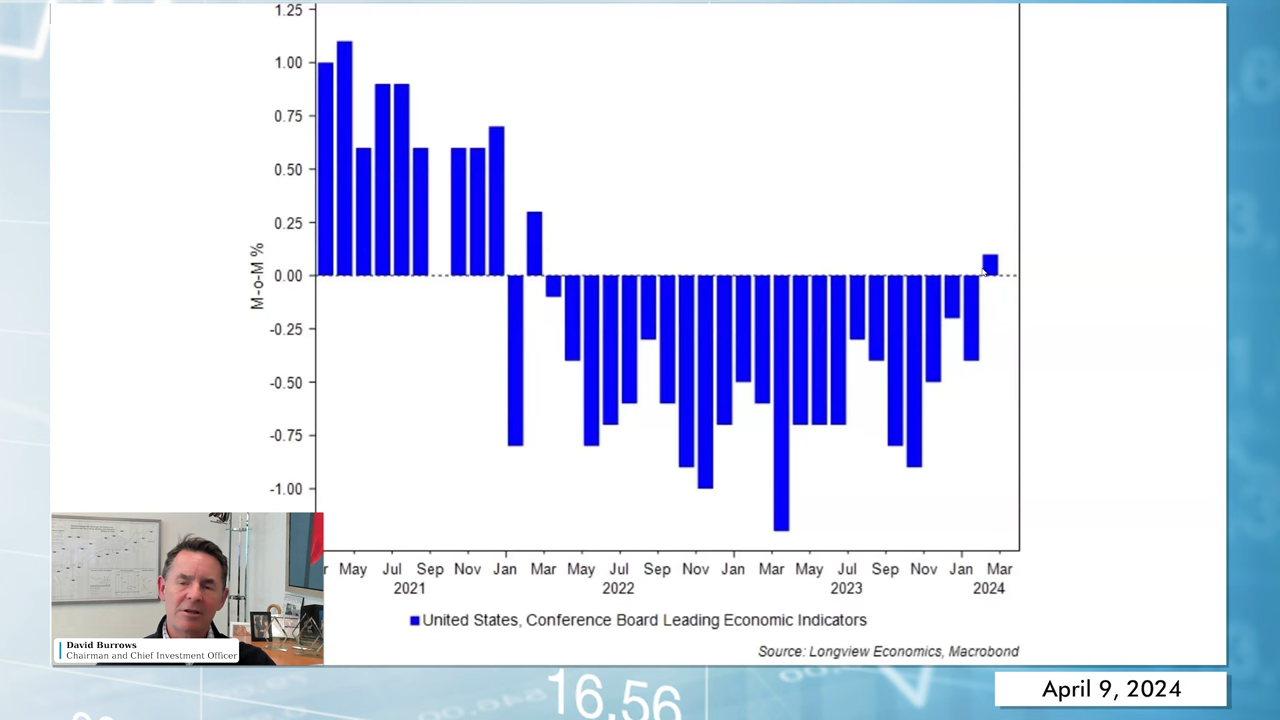 1.25
1.00
0.75
0.50
0.25
0.00
-0.25
-0.50
-0.75
-1.00
M-o-M %
r May Jul Sep Nov Jan Mar May Jul Sep Nov Jan Mar May Jul Sep Nov Jan Mar
2021 2022 2023 2024
United States, Conference Board Leading Economic Indicators
Source: Longview Economics, Macrobond
David Burrows
Chairman and Chief Investment Officer
April 9, 2024
16.56